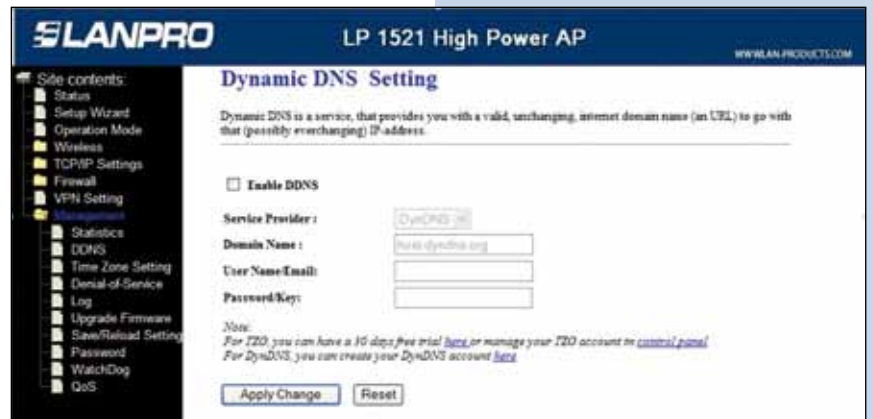 SLANPRO
LP 1521 High Power AP
WWW.LAN-PRODUCTS.COM
Site contents:
Status
Setup Wizard
Operation Mode
Wireless
TCP/IP Settings
Firewall
VPN Setting
Management
Statistics
DDNS
Time Zone Setting
Denial-of-Service
Log
Upgrade Firmware
Save/Reload Setting
Password
WatchDog
QoS
Dynamic DNS Setting
Dynamic DNS is a service, that provides you with a valid, unchanging, internet domain name (an URL) to go with
that (possibly everchanging) IP-address.
Enable DDNS
Service Provider :
DynDNS
Domain Name :
host.dyndns.org
User Name/Email:
Password/Key:
Note:
For TZO, you can have a 30 days free trial here or manage your TZO account in control panel
For DynDNS, you can create your DynDNS account here
Apply Change
Reset